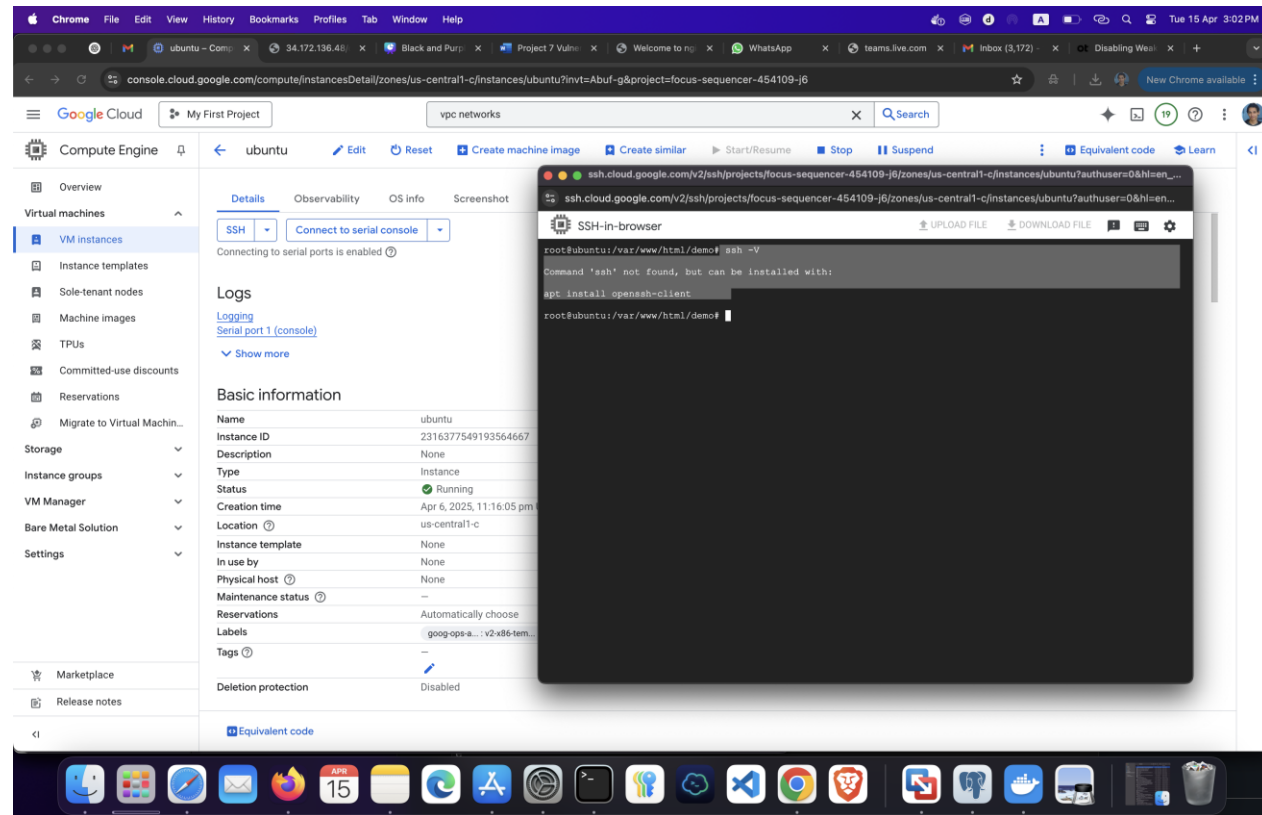 Chrome File Edit View History Bookmarks Profiles Tab Window Help
A Tue 15 Apr 3:02 PM
ubuntu – Comp
34.172.136.48/
Black and Purp
Project 7 Vulne
Welcome to ng
WhatsApp
teams.live.com
Inbox (3,172) -
Disabling Weak
console.cloud.google.com/compute/instancesDetail/zones/us-central1-c/instances/ubuntu?invt=Abuf-g&project=focus-sequencer-454109-j6
New Chrome available
Google Cloud
My First Project
vpc networks
Search
19
Compute Engine
ubuntu
Edit
Reset
Create machine image
Create similar
Start/Resume
Stop
Suspend
Equivalent code
Learn
Overview
Virtual machines
VM instances
Instance templates
Sole-tenant nodes
Machine images
TPUs
Committed-use discounts
Reservations
Migrate to Virtual Machin...
Storage
Instance groups
VM Manager
Bare Metal Solution
Settings
Marketplace
Release notes
Details Observability OS info Screenshot
SSH
Connect to serial console
Connecting to serial ports is enabled
Logs
Logging
Serial port 1 (console)
Show more
Basic information
Name ubuntu
Instance ID 2316377549193564667
Description None
Type Instance
Status Running
Creation time Apr 6, 2025, 11:16:05 pm
Location us-central1-c
Instance template None
In use by None
Physical host None
Maintenance status —
Reservations Automatically choose
Labels goog-ops-a... : v2-x86-tem...
Tags —
Deletion protection Disabled
Equivalent code
ssh.cloud.google.com/v2/ssh/projects/focus-sequencer-454109-j6/zones/us-central1-c/instances/ubuntu?authuser=0&hl=en_...
ssh.cloud.google.com/v2/ssh/projects/focus-sequencer-454109-j6/zones/us-central1-c/instances/ubuntu?authuser=0&hl=en...
SSH-in-browser
UPLOAD FILE
DOWNLOAD FILE
root@ubuntu:/var/www/html/demo# ssh -V
Command 'ssh' not found, but can be installed with:
apt install openssh-client
root@ubuntu:/var/www/html/demo#
APR
15